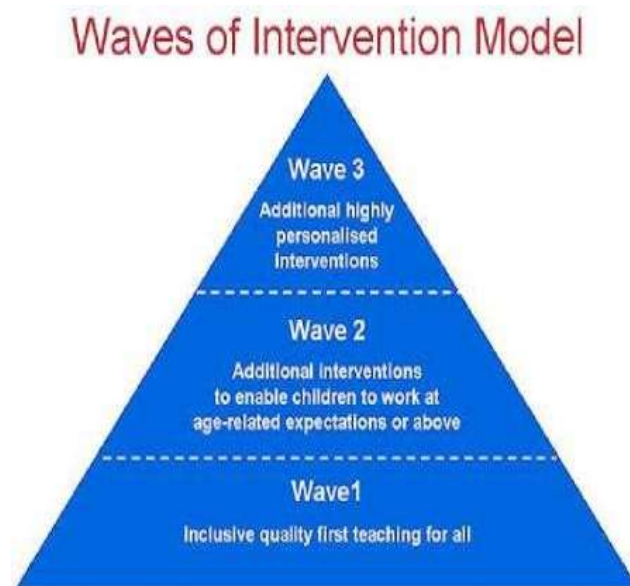 Waves of Intervention Model
Wave 3
Additional highly
personalised
Interventions
Wave 2
Additional interventions
to enable children to work at
age-related expectations or above
Wave1
Inclusive quality first teaching for all